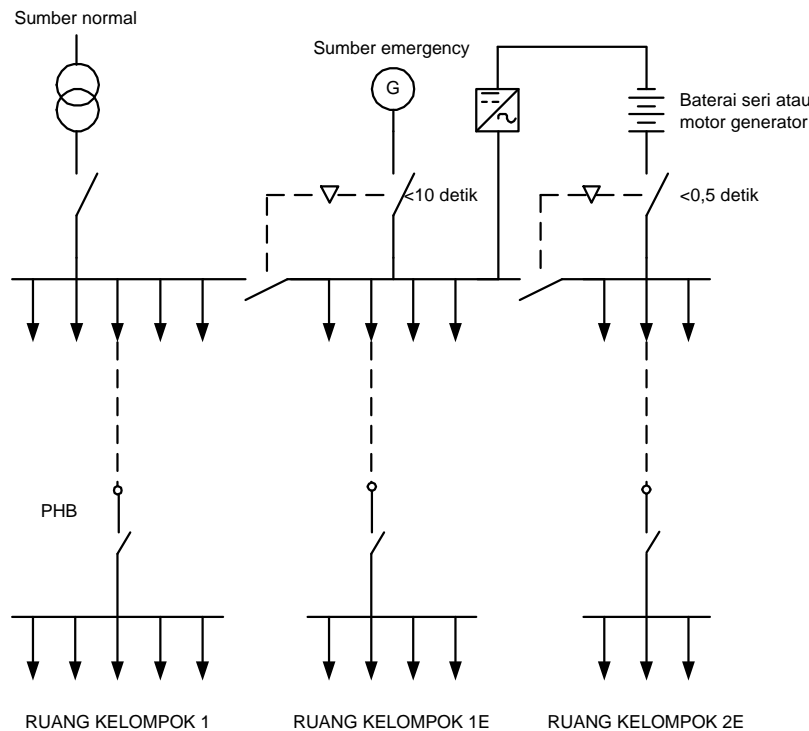 Sumber normal
Sumber emergency
G
Baterai seri atau
motor generator
<10 detik
<0,5 detik
PHB
RUANG KELOMPOK 1
RUANG KELOMPOK 1E
RUANG KELOMPOK 2E